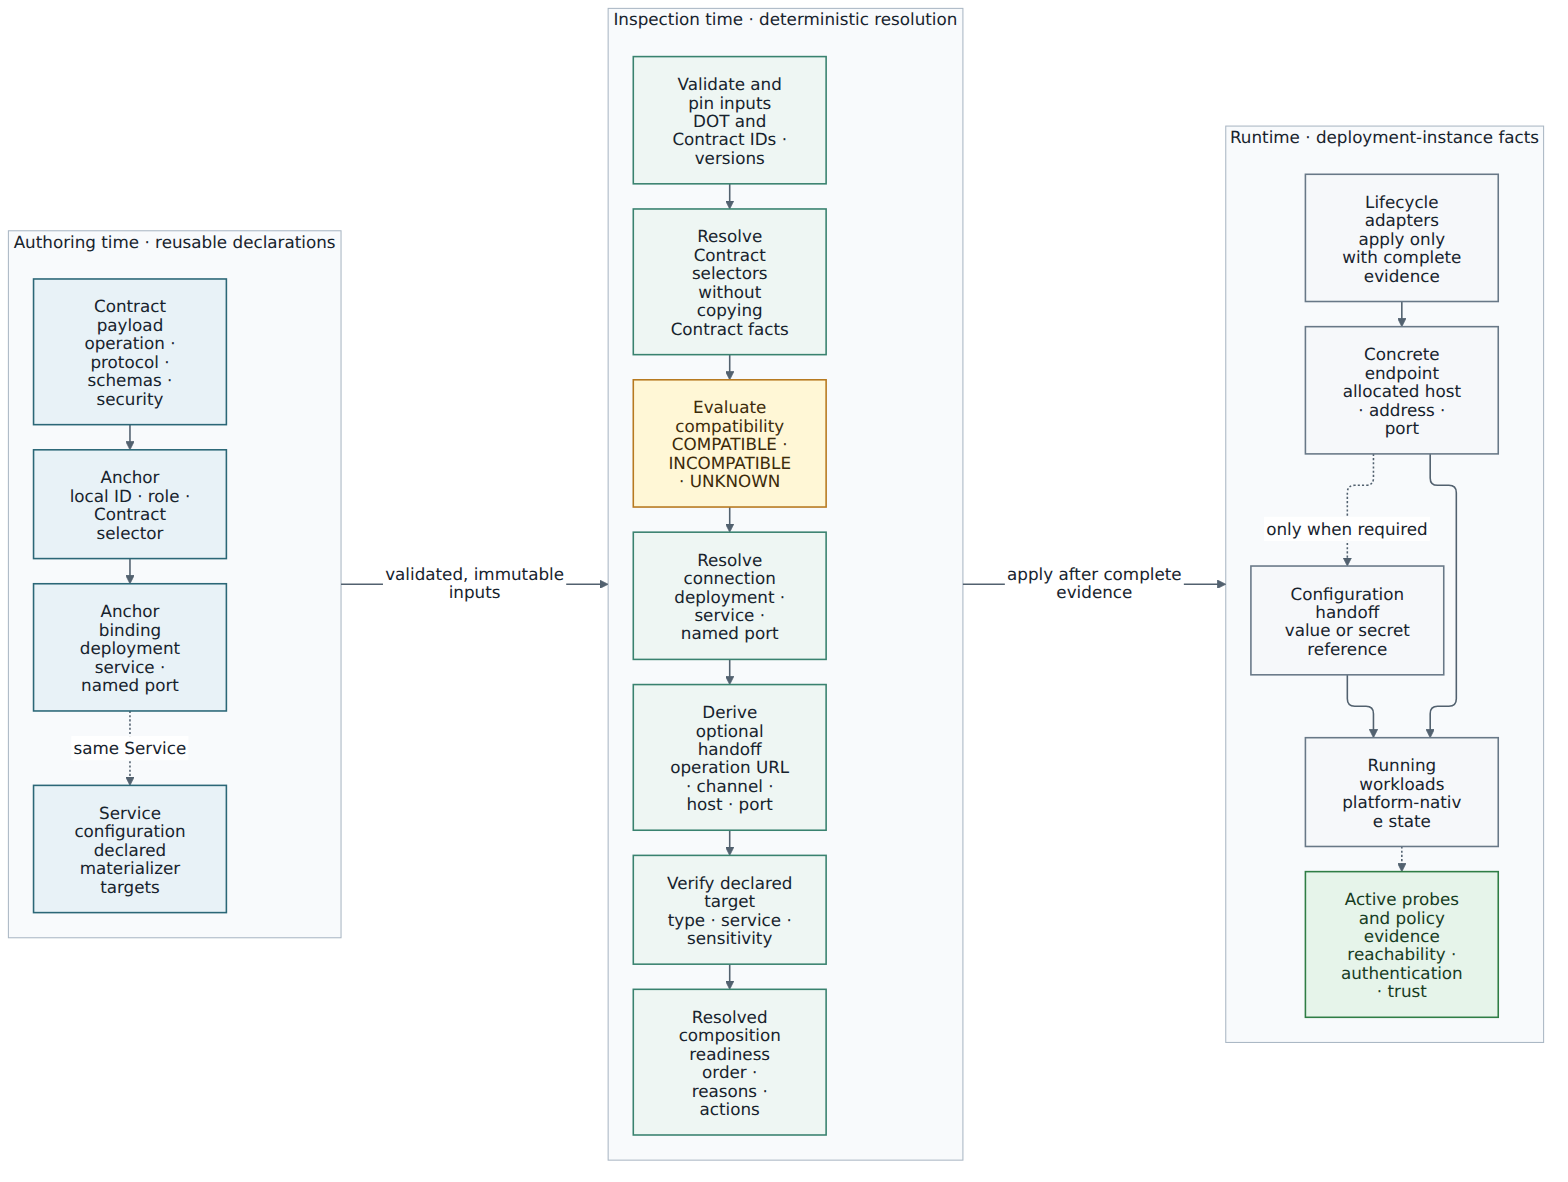 Authoring time · reusable declarations
Contract
payload
operation ·
protocol ·
schemas ·
security
Anchor
local ID · role ·
Contract
selector
Anchor
binding
deployment
service ·
named port
same Service
Service
configuration
declared
materializer
targets
validated, immutable
inputs
Inspection time · deterministic resolution
Validate and
pin inputs
DOT and
Contract IDs ·
versions
Resolve
Contract
selectors
without
copying
Contract facts
Evaluate
compatibility
COMPATIBLE ·
INCOMPATIBLE
· UNKNOWN
Resolve
connection
deployment ·
service ·
named port
Derive
optional
handoff
operation URL
· channel ·
host · port
Verify declared
target
type · service ·
sensitivity
Resolved
composition
readiness
order ·
reasons ·
actions
apply after complete
evidence
Runtime · deployment-instance facts
Lifecycle
adapters
apply only
with complete
evidence
Concrete
endpoint
allocated host
· address ·
port
only when required
Configuration
handoff
value or secret
reference
Running
workloads
platform-nativ
e state
Active probes
and policy
evidence
reachability ·
authentication
· trust